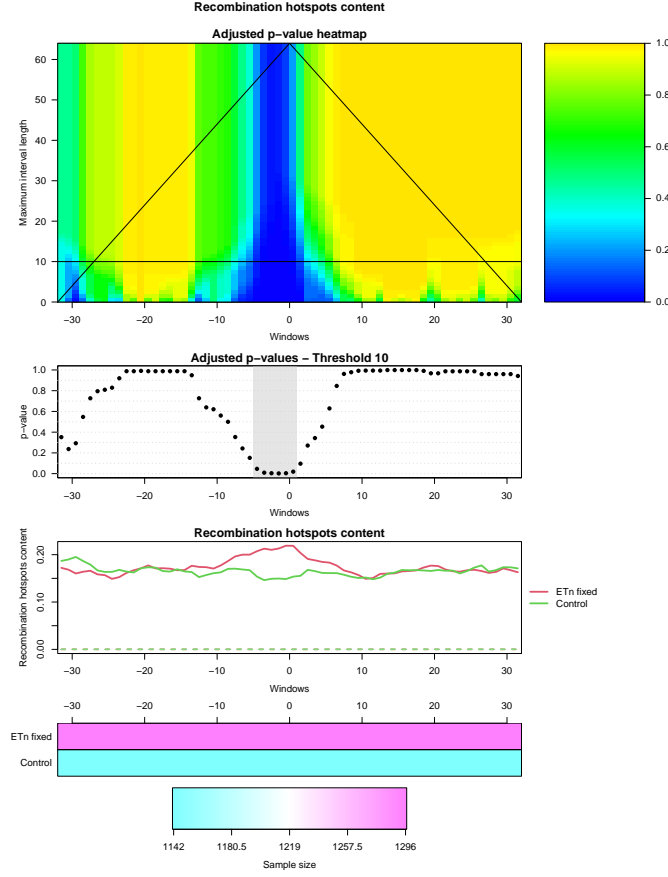 Recombination hotspots content
Adjusted p−value heatmap
Maximum interval length
0 10 20 30 40 50 60
−30 −20 −10 0 10 20 30
Windows
0.0 0.2 0.4 0.6 0.8 1.0
Adjusted p−values − Threshold 10
p−value
0.0 0.2 0.4 0.6 0.8 1.0
−30 −20 −10 0 10 20 30
Windows
Recombination hotspots content
Recombination hotspots content
0.00 0.10 0.20
−30 −20 −10 0 10 20 30
Windows
ETn fixed
Control
−30 −20 −10 0 10 20 30
ETn fixed
Control
1142 1180.5 1219 1257.5 1296
Sample size